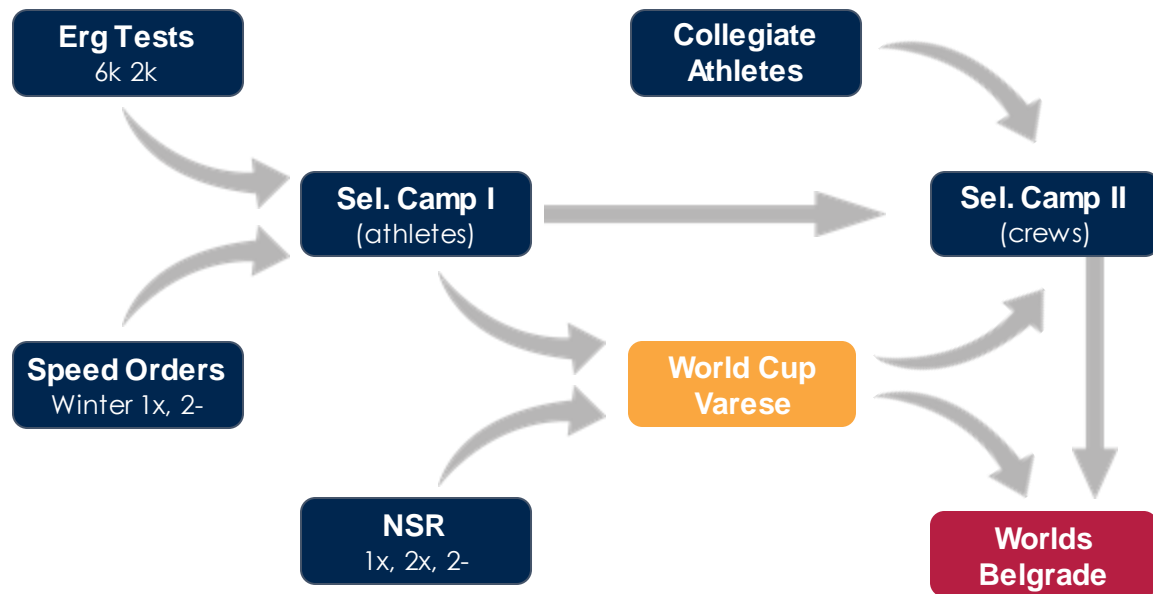 Erg Tests
6k 2k
Collegiate
Athletes
Sel. Camp I
(athletes)
Sel. Camp II
(crews)
Speed Orders
Winter 1x, 2-
World Cup
Varese
NSR
1x, 2x, 2-
Worlds
Belgrade